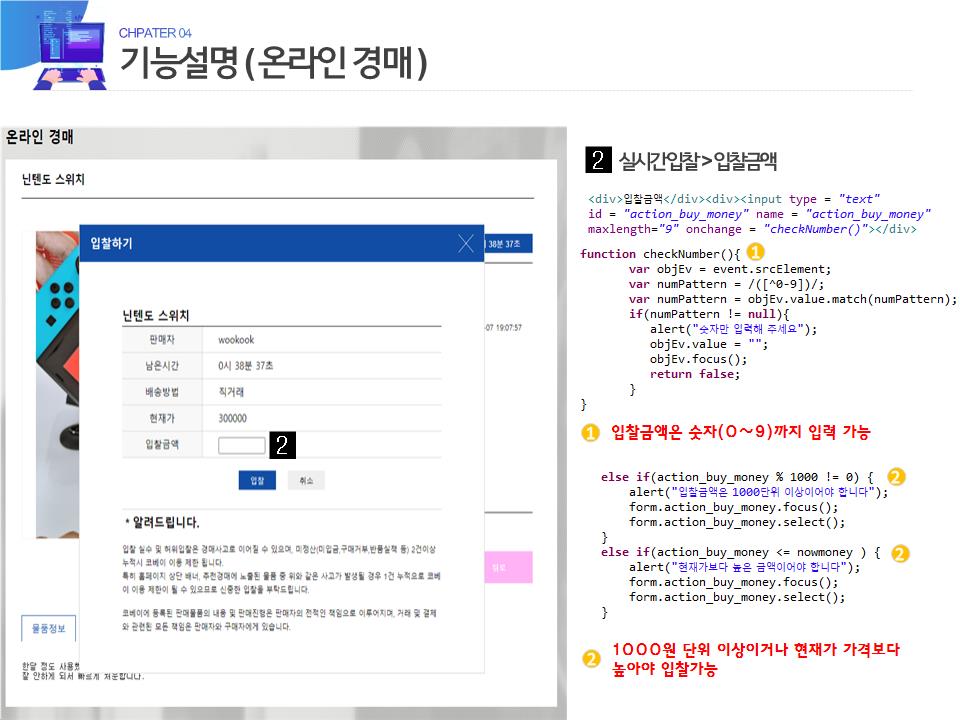 CHPATER 04
기능설명 ( 온라인 경매 )
온라인 경매
닌텐도 스위치
입찰하기
38분 37초
-07 19:07:57
닌텐도 스위치
판매자 wookook
남은시간 0시 38분 37초
배송방법 직거래
현재가 300000
입찰금액 2
입찰 취소
* 알려드립니다.
입찰 실수 및 허위입찰은 경매사고로 이어질 수 있으며, 미정산(미입금,구매거부,반품실책 등) 2건이상
누적시 코베이 이용 제한 됩니다.
특히 홈페이지 상단 배너, 추천경매에 노출된 물품 중 위와 같은 사고가 발생될 경우 1건 누적으로 코베
이 이용 제한이 될 수 있으므로 신중한 입찰을 부탁드립니다.
코베이에 등록된 판매물품의 내용 및 판매진행은 판매자의 전적인 책임으로 이루어지며, 거래 및 결제
와 관련된 모든 책임은 판매자와 구매자에게 있습니다.
목로
물품정보
한달 정도 사용했
잘 안하게 되서 빠르게 처분합니다.
2 실시간입찰 > 입찰금액
<div>입찰금액</div><div><input type = "text"
id = "action_buy_money" name = "action_buy_money"
maxlength="9" onchange = "checkNumber()"></div>
function checkNumber(){ 1
var objEv = event.srcElement;
var numPattern = /([^0-9])/;
var numPattern = objEv.value.match(numPattern);
if(numPattern != null){
alert("숫자만 입력해 주세요");
objEv.value = "";
objEv.focus();
return false;
}
}
1 입찰금액은 숫자(0~9)까지 입력 가능
else if(action_buy_money % 1000 != 0) { 2
alert("입찰금액은 1000단위 이상이어야 합니다");
form.action_buy_money.focus();
form.action_buy_money.select();
}
else if(action_buy_money <= nowmoney ) { 2
alert("현재가보다 높은 금액이어야 합니다");
form.action_buy_money.focus();
form.action_buy_money.select();
}
2 1000원 단위 이상이거나 현재가 가격보다
높아야 입찰가능